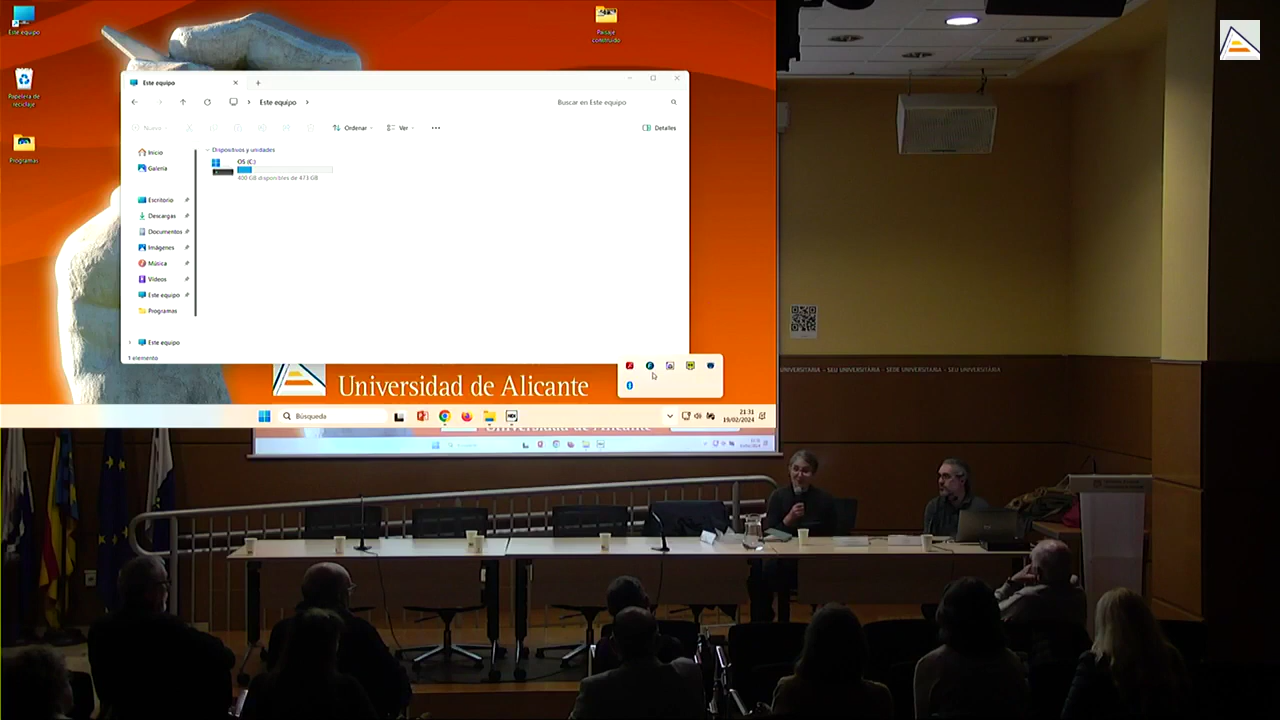 Este equipo
Papelera de
reciclaje
Programas
Paisaje
construido
Este equipo
Este equipo
Buscar en Este equipo
Nuevo
Ordenar
Ver
Detalles
Inicio
Galería
Escritorio
Descargas
Documentos
Imágenes
Música
Vídeos
Este equipo
Programas
Este equipo
1 elemento
Dispositivos y unidades
OS (C:)
400 GB disponibles de 473 GB
Universidad de Alicante
Búsqueda
21:31
19/02/2024
SEU UNIVERSITÀRIA - SEDE UNIVERSITARIA - SEU UNIVERSITÀRIA - SEDE UNIVERSITARIA